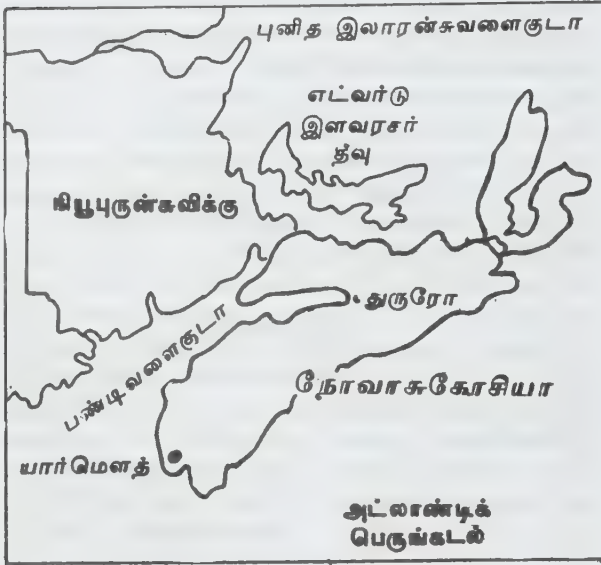 புனித இலாரன்சுவளைகுடா
எட்வர்டு
இளவரசர்
தீவு
நியூபுருன்சுவிக்கு
துருரோ
பண்டிவளைகுடா
நோவாசுகோசியா
யார்மௌத்
அட்லாண்டிக்
பெருங்கடல்